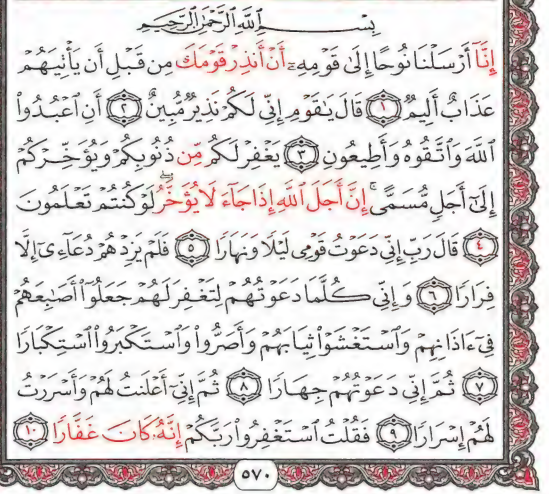 بِسْمِ ٱللَّهِ ٱلرَّحْمَٰنِ ٱلرَّحِيمِ
إِنَّآ أَرْسَلْنَا نُوحًا إِلَىٰ قَوْمِهِۦٓ أَنْ أَنذِرْ قَوْمَكَ مِن قَبْلِ أَن يَأْتِيَهُمْ
عَذَابٌ أَلِيمٌ ١ قَالَ يَٰقَوْمِ إِنِّى لَكُمْ نَذِيرٌ مُّبِينٌ ٢ أَنِ ٱعْبُدُوا۟
ٱللَّهَ وَٱتَّقُوهُ وَأَطِيعُونِ ٣ يَغْفِرْ لَكُم مِّن ذُنُوبِكُمْ وَيُؤَخِّرْكُمْ
إِلَىٰٓ أَجَلٍ مُّسَمًّى ۚ إِنَّ أَجَلَ ٱللَّهِ إِذَا جَآءَ لَا يُؤَخَّرُ ۖ لَوْ كُنتُمْ تَعْلَمُونَ
٤ قَالَ رَبِّ إِنِّى دَعَوْتُ قَوْمِى لَيْلًا وَنَهَارًا ٥ فَلَمْ يَزِدْهُمْ دُعَآءِىٓ إِلَّا
فِرَارًا ٦ وَإِنِّى كُلَّمَا دَعَوْتُهُمْ لِتَغْفِرَ لَهُمْ جَعَلُوٓا۟ أَصَٰبِعَهُمْ
فِىٓ ءَاذَانِهِمْ وَٱسْتَغْشَوْا۟ ثِيَابَهُمْ وَأَصَرُّوا۟ وَٱسْتَكْبَرُوا۟ ٱسْتِكْبَارًا
٧ ثُمَّ إِنِّى دَعَوْتُهُمْ جِهَارًا ٨ ثُمَّ إِنِّىٓ أَعْلَنتُ لَهُمْ وَأَسْرَرْتُ
لَهُمْ إِسْرَارًا ٩ فَقُلْتُ ٱسْتَغْفِرُوا۟ رَبَّكُمْ إِنَّهُۥ كَانَ غَفَّارًا ١٠
٥٧٠